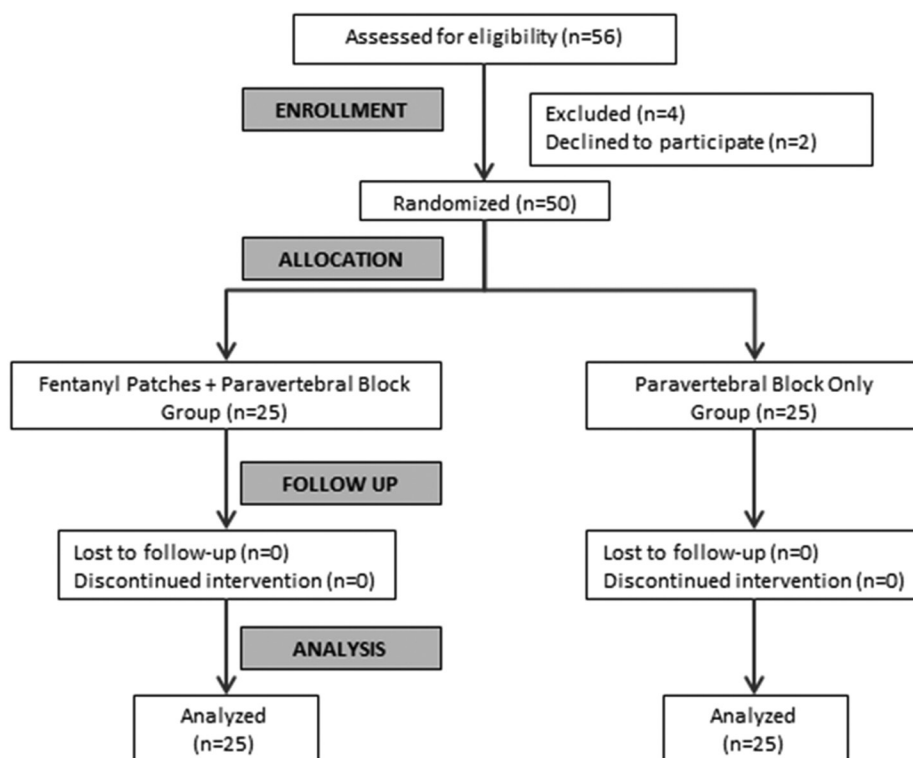 Assessed for eligibility (n=56)
ENROLLMENT
Excluded (n=4)
Declined to participate (n=2)
Randomized (n=50)
ALLOCATION
Fentanyl Patches + Paravertebral Block
Group (n=25)
Paravertebral Block Only
Group (n=25)
FOLLOW UP
Lost to follow-up (n=0)
Discontinued intervention (n=0)
Lost to follow-up (n=0)
Discontinued intervention (n=0)
ANALYSIS
Analyzed
(n=25)
Analyzed
(n=25)